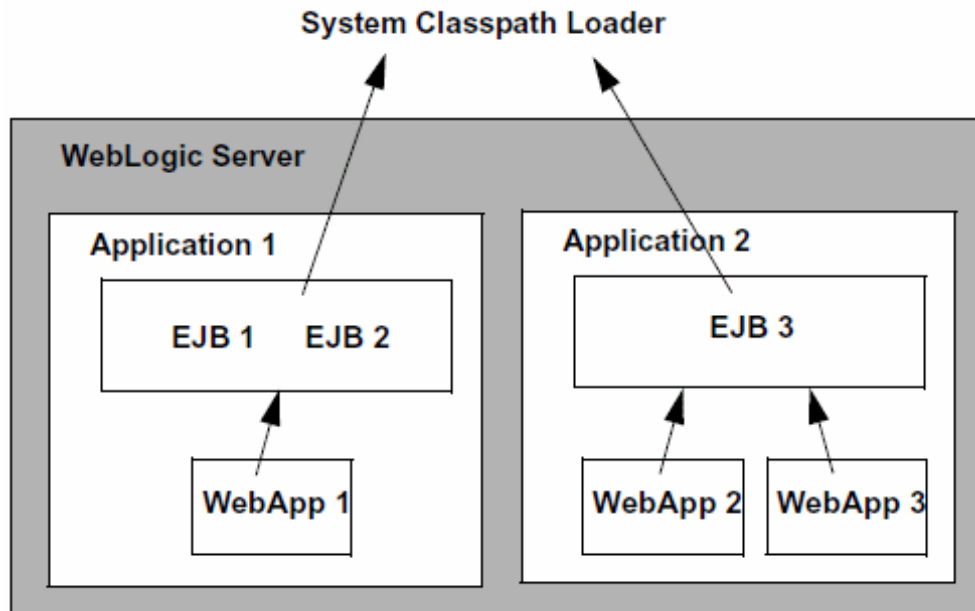 System Classpath Loader
WebLogic Server
Application 1
Application 2
EJB 1 EJB 2
EJB 3
WebApp 1
WebApp 2
WebApp 3